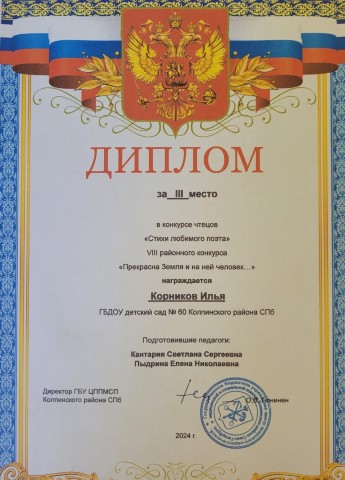 ДИПЛОМ
за III место
в конкурсе чтецов
«Стихи любимого поэта»
VIII районного конкурса
«Прекрасна Земля и на ней человек...»
награждается
Корников Илья
ГБДОУ детский сад № 60 Колпинского района СПб
Подготовившие педагоги:
Кантария Светлана Сергеевна
Пыдрина Елена Николаевна
Директор ГБУ ЦППМСП
Колпинского района СПб
2024 г.